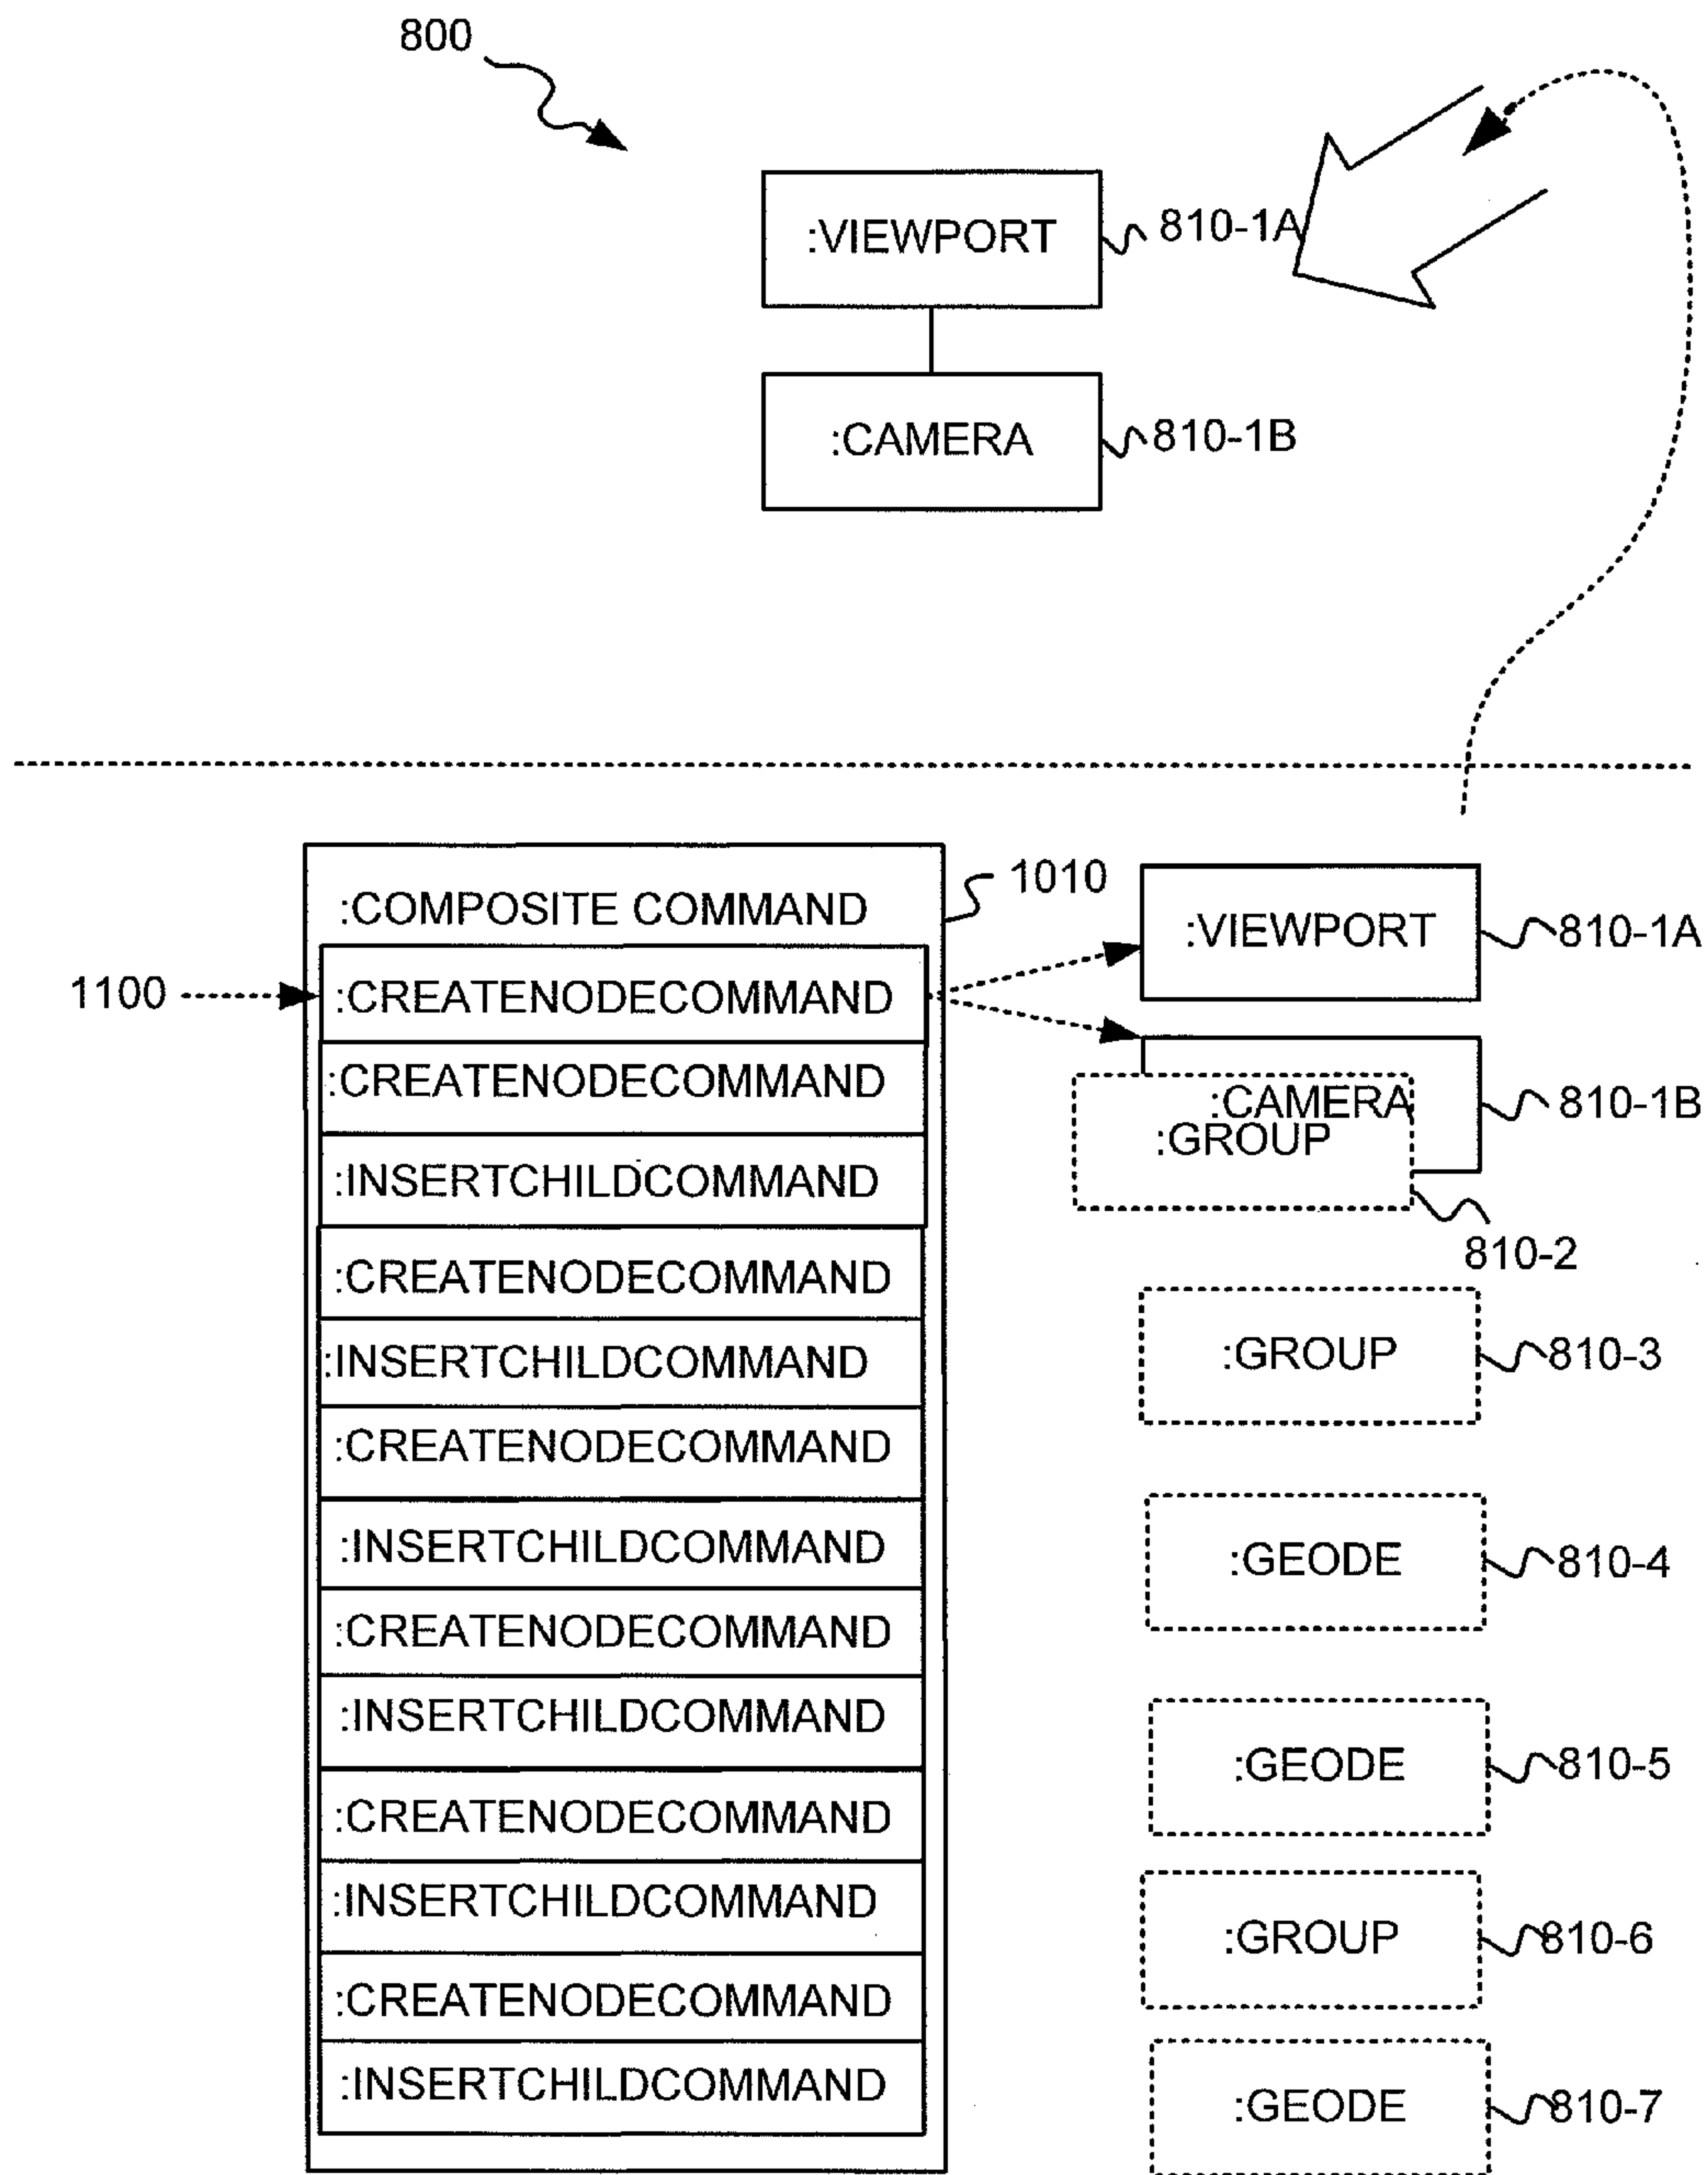 800
:VIEWPORT
810-1A
:CAMERA
810-1B
:COMPOSITE COMMAND
1010
:VIEWPORT
810-1A
1100
:CREATENODECOMMAND
:CREATENODECOMMAND
:CAMERA
810-1B
:GROUP
:INSERTCHILDCOMMAND
810-2
:CREATENODECOMMAND
:INSERTCHILDCOMMAND
:GROUP
810-3
:CREATENODECOMMAND
:INSERTCHILDCOMMAND
:GEODE
810-4
:CREATENODECOMMAND
:INSERTCHILDCOMMAND
:GEODE
810-5
:CREATENODECOMMAND
:INSERTCHILDCOMMAND
:GROUP
810-6
:CREATENODECOMMAND
:INSERTCHILDCOMMAND
:GEODE
810-7